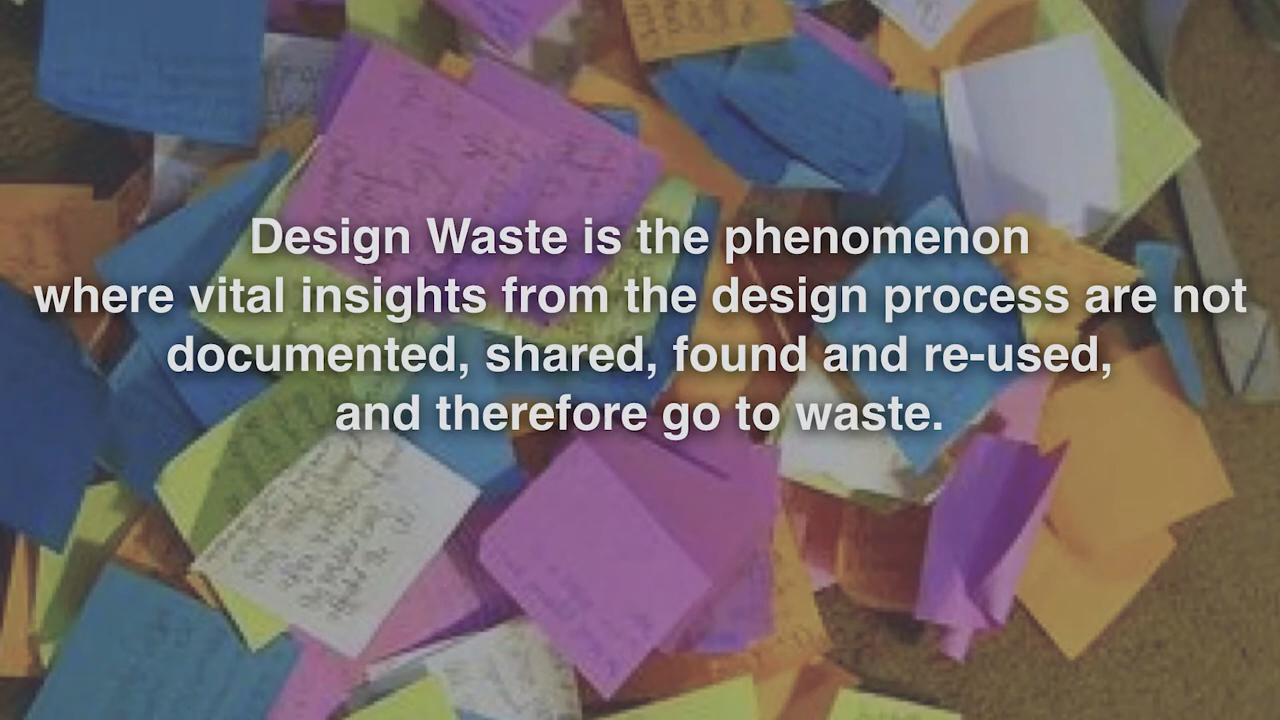 Design Waste is the phenomenon
where vital insights from the design process are not
documented, shared, found and re-used,
and therefore go to waste.